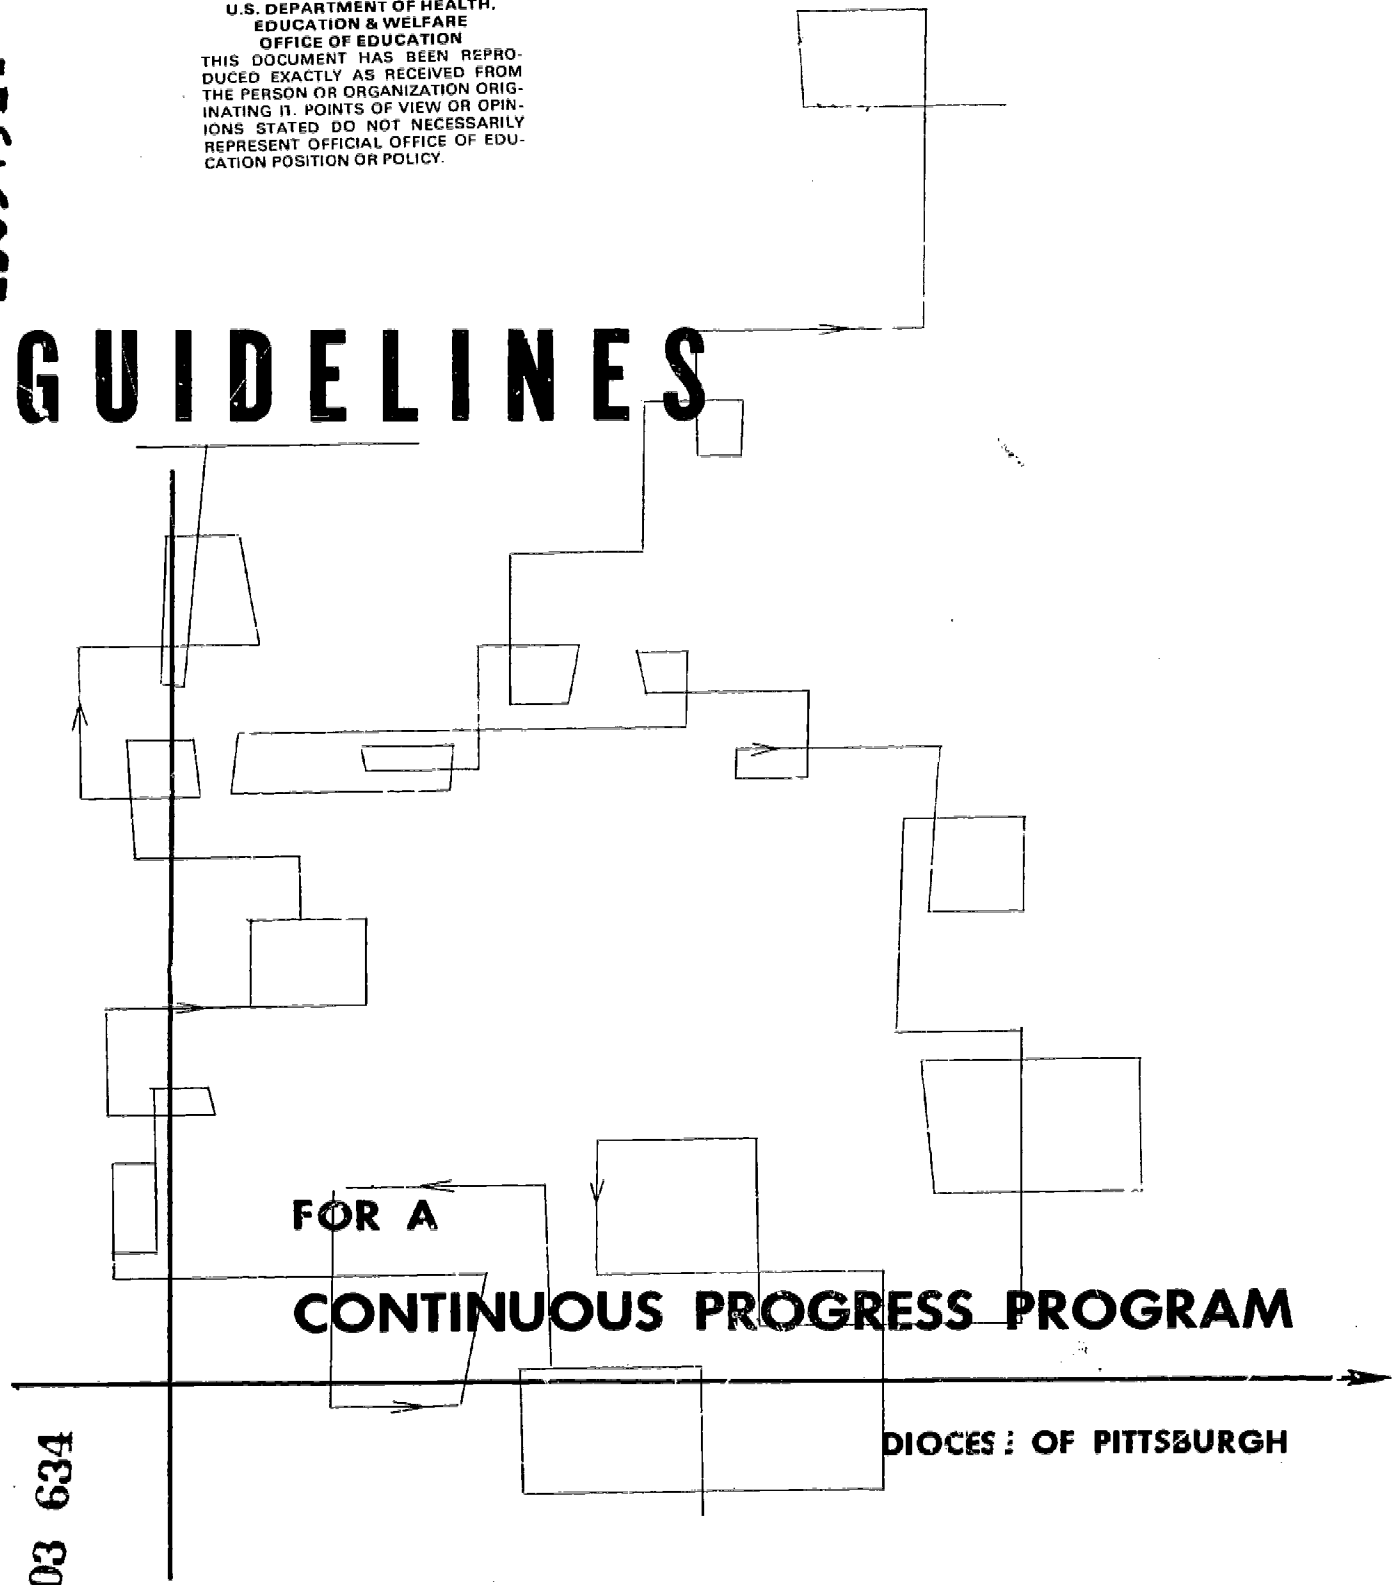 U.S. DEPARTMENT OF HEALTH,
EDUCATION & WELFARE
OFFICE OF EDUCATION
THIS DOCUMENT HAS BEEN REPRO-
DUCED EXACTLY AS RECEIVED FROM
THE PERSON OR ORGANIZATION ORIG-
INATING IT. POINTS OF VIEW OR OPIN-
IONS STATED DO NOT NECESSARILY
REPRESENT OFFICIAL OFFICE OF EDU-
CATION POSITION OR POLICY.
GUIDELINES
FOR A
CONTINUOUS PROGRESS PROGRAM
DIOCESE OF PITTSBURGH
03 634